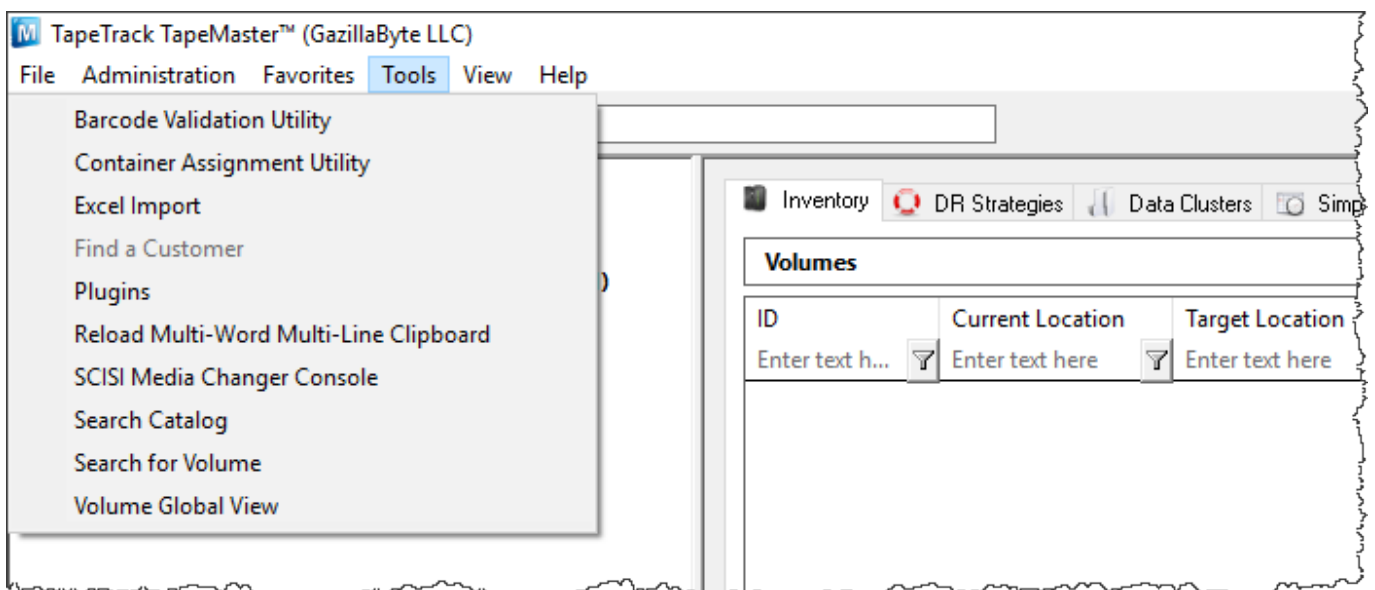 TapeTrack TapeMaster™ (GazillaByte LLC)
File Administration Favorites Tools View Help
Barcode Validation Utility
Container Assignment Utility
Excel Import
Find a Customer
Plugins
Reload Multi-Word Multi-Line Clipboard
SCISI Media Changer Console
Search Catalog
Search for Volume
Volume Global View
)
Inventory DR Strategies Data Clusters
Volumes
ID Current Location Target Location
Enter text h... Enter text here Enter text here